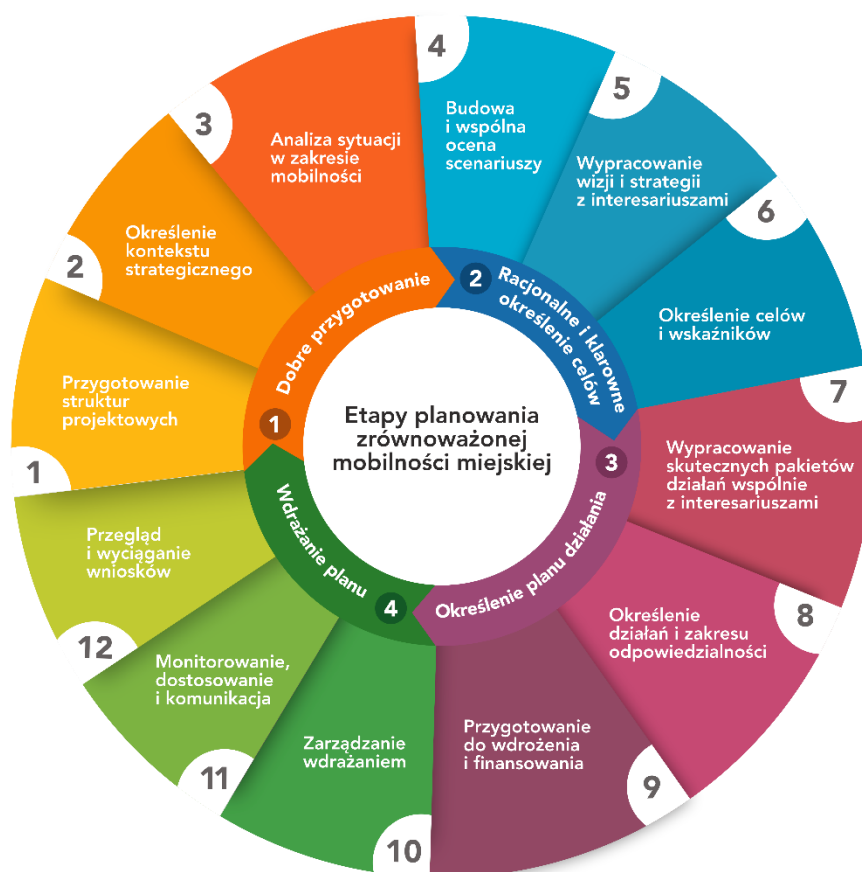 Etapy planowania
zrównoważonej
mobilności miejskiej
1
Dobre przygotowanie
2
Racjonalne i klarowne
określenie celów
3
Określenie planu działania
4
Wdrażanie planu
1
Przygotowanie
struktur
projektowych
2
Określenie
kontekstu
strategicznego
3
Analiza sytuacji
w zakresie
mobilności
4
Budowa
i wspólna
ocena
scenariuszy
5
Wypracowanie
wizji i strategii
z interesariuszami
6
Określenie celów
i wskaźników
7
Wypracowanie
skutecznych pakietów
działań wspólnie
z interesariuszami
8
Określenie
działań i zakresu
odpowiedzialności
9
Przygotowanie
do wdrożenia
i finansowania
10
Zarządzanie
wdrażaniem
11
Monitorowanie,
dostosowanie
i komunikacja
12
Przegląd
i wyciąganie
wniosków